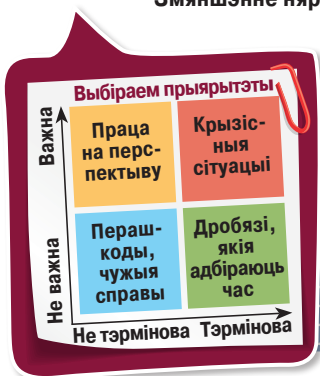 Змяншэнне
Выбіраем прыярытэты
Важна
Праца
на перс-
пектыву
Крызіс-
ныя
сітуацыі
Не важна
Пераш-
коды,
чужыя
справы
Дробязі,
якія
адбіраюць
час
Не тэрмінова Тэрмінова